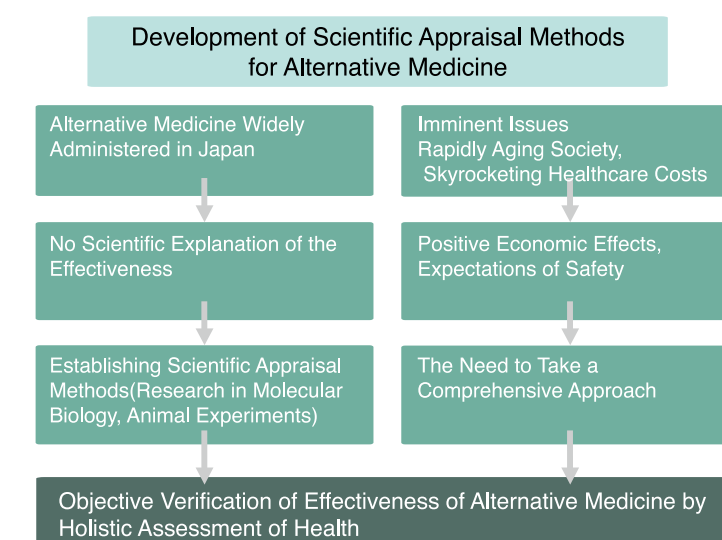 Development of Scientific Appraisal Methods
for Alternative Medicine
Alternative Medicine Widely
Administered in Japan
No Scientific Explanation of the
Effectiveness
Establishing Scientific Appraisal
Methods(Research in Molecular
Biology, Animal Experiments)
Imminent Issues
Rapidly Aging Society,
Skyrocketing Healthcare Costs
Positive Economic Effects,
Expectations of Safety
The Need to Take a
Comprehensive Approach
Objective Verification of Effectiveness of Alternative Medicine by
Holistic Assessment of Health